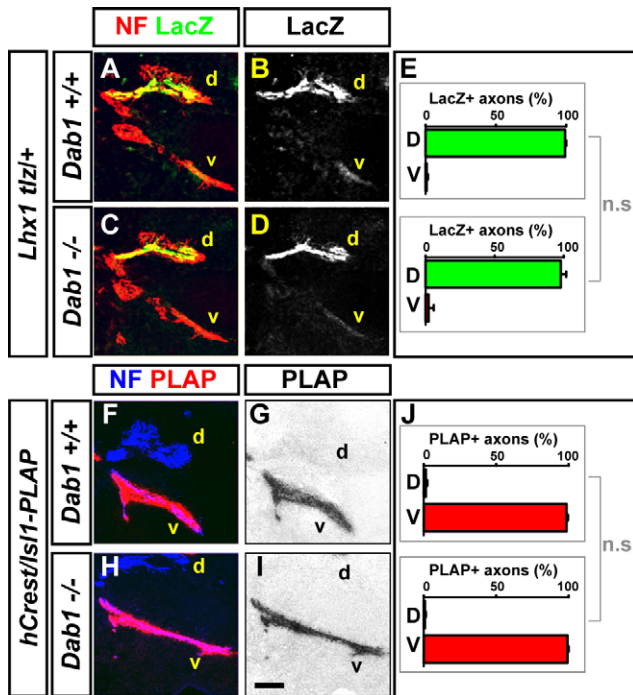 NF LacZ
LacZ
Lhx1 tlz/+
Dab1 +/+
A
d
v
B
d
v
E
LacZ+ axons (%)
0 50 100
D
V
n.s
Dab1 -/-
C
d
v
D
d
v
LacZ+ axons (%)
0 50 100
D
V
NF PLAP
PLAP
hCrest/Isl1-PLAP
Dab1 +/+
F
d
v
G
d
v
J
PLAP+ axons (%)
0 50 100
D
V
n.s
Dab1 -/-
H
d
v
I
d
v
PLAP+ axons (%)
0 50 100
D
V